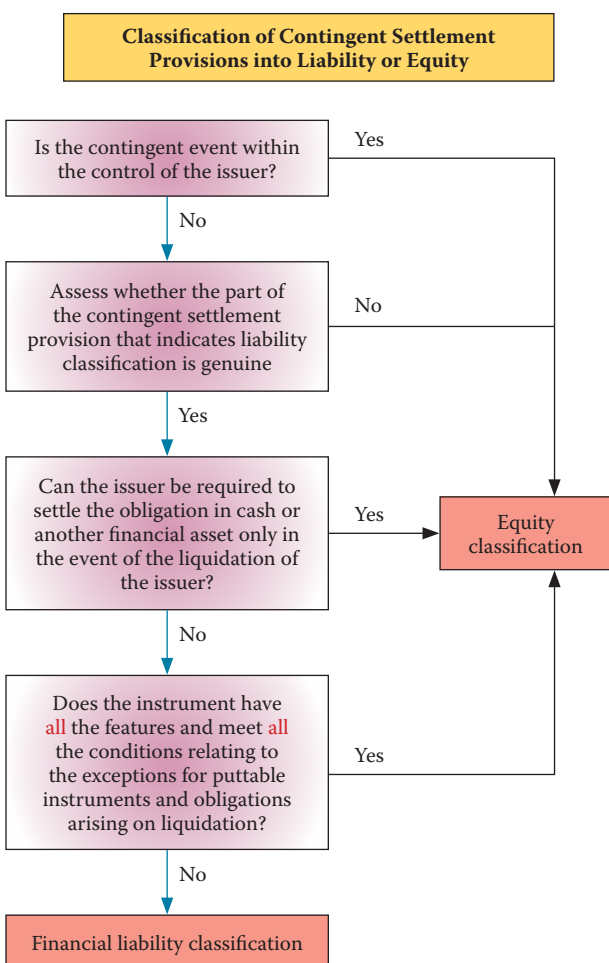 Classification of Contingent Settlement
Provisions into Liability or Equity
Is the contingent event within
the control of the issuer?
Yes
No
Assess whether the part of
the contingent settlement
provision that indicates liability
classification is genuine
No
Yes
Can the issuer be required to
settle the obligation in cash or
another financial asset only in
the event of the liquidation of
the issuer?
Yes
Equity
classification
No
Does the instrument have
all the features and meet all
the conditions relating to
the exceptions for puttable
instruments and obligations
arising on liquidation?
Yes
No
Financial liability classification